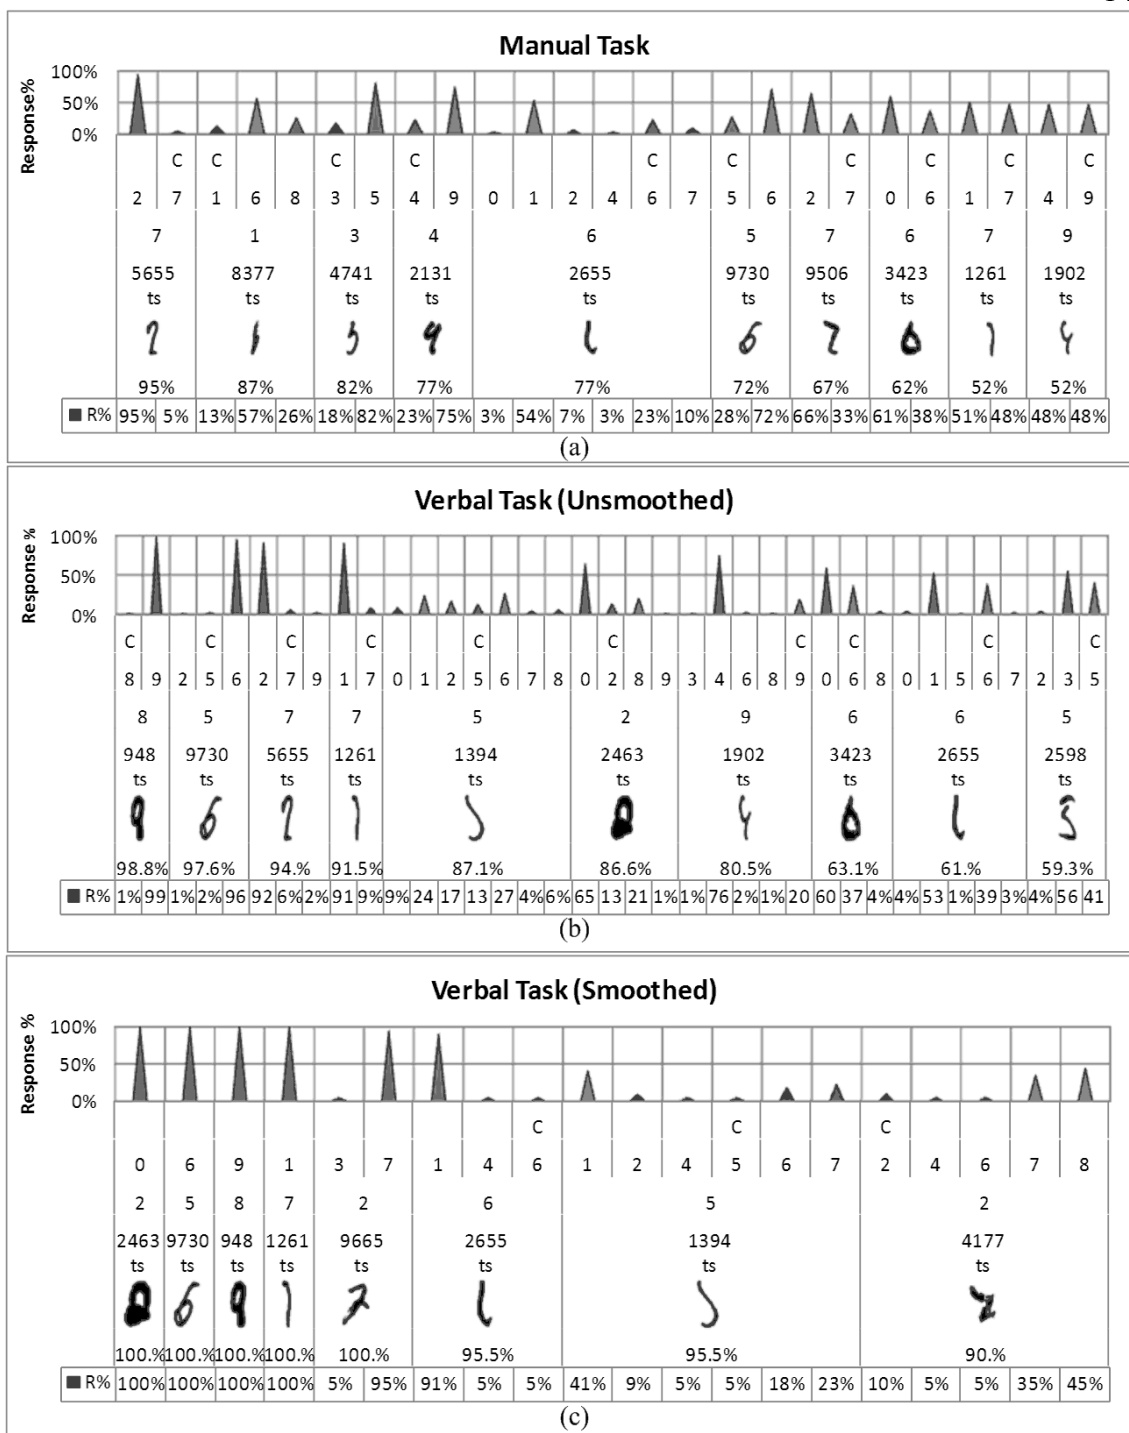 Manual Task
Response%
100%
50%
0%
C C C C C C C C C C
2 7 1 6 8 3 5 4 9 0 1 2 4 6 7 5 6 2 7 0 6 1 7 4 9
7 1 3 4 6 5 7 6 7 9
5655 8377 4741 2131 2655 9730 9506 3423 1261 1902
ts ts ts ts ts ts ts ts ts ts
95% 87% 82% 77% 77% 72% 67% 62% 52% 52%
R% 95% 5% 13% 57% 26% 18% 82% 23% 75% 3% 54% 7% 3% 23% 10% 28% 72% 66% 33% 61% 38% 51% 48% 48% 48%
(a)
Verbal Task (Unsmoothed)
Response %
100%
50%
0%
C C C C C C C C C C
8 9 2 5 6 2 7 9 1 7 0 1 2 5 6 7 8 0 2 8 9 3 4 6 8 9 0 6 8 0 1 5 6 7 2 3 5
8 5 7 7 5 2 9 6 6 5
948 9730 5655 1261 1394 2463 1902 3423 2655 2598
ts ts ts ts ts ts ts ts ts ts
98.8% 97.6% 94.% 91.5% 87.1% 86.6% 80.5% 63.1% 61.% 59.3%
R% 1% 99 1% 2% 96 92 6% 2% 91 9% 9% 24 17 13 27 4% 6% 65 13 21 1% 1% 76 2% 1% 20 60 37 4% 4% 53 1% 39 3% 4% 56 41
(b)
Verbal Task (Smoothed)
Response %
100%
50%
0%
C C C
0 6 9 1 3 7 1 4 6 1 2 4 5 6 7 2 4 6 7 8
2 5 8 7 2 6 5 2
2463 9730 948 1261 9665 2655 1394 4177
ts ts ts ts ts ts ts ts
100.% 100.% 100.% 100.% 100.% 95.5% 95.5% 90.%
R% 100% 100% 100% 100% 5% 95% 91% 5% 5% 41% 9% 5% 5% 18% 23% 10% 5% 5% 35% 45%
(c)